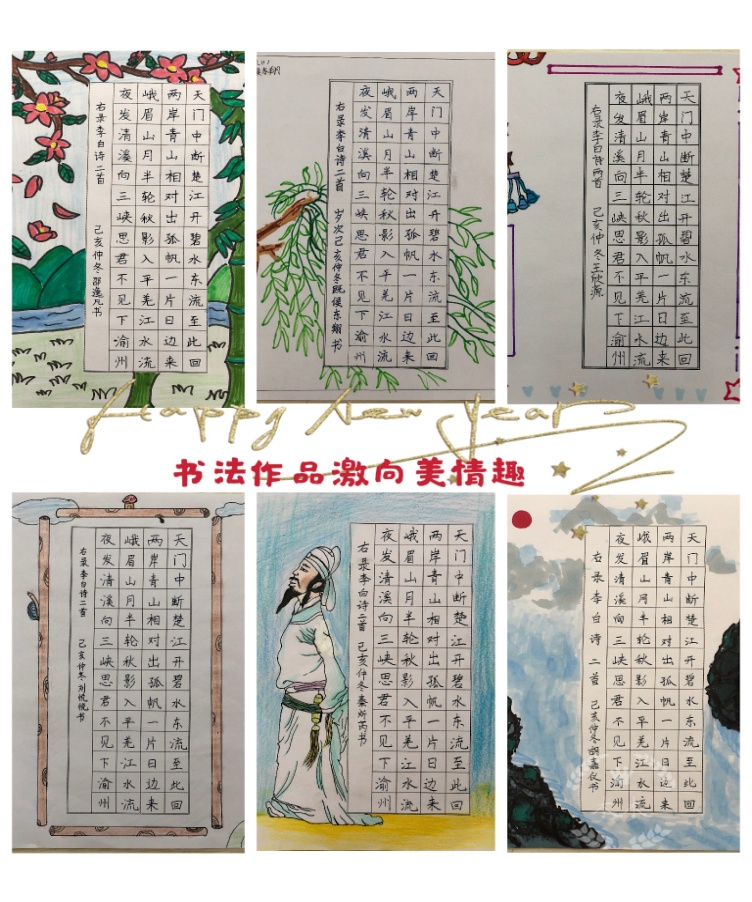 天门中断楚江开碧水东流至此回
两岸青山相对出孤帆一片日边来
峨眉山月半轮秋影入平羌江水流
夜发清溪向三峡思君不见下渝州
右录李白诗二首 己亥仲冬邵逸凡书
天门中断楚江开碧水东流至此回
两岸青山相对出孤帆一片日边来
峨眉山月半轮秋影入平羌江水流
夜发清溪向三峡思君不见下渝州
右录李白诗二首 岁次己亥仲冬既侯东翔书
天门中断楚江开碧水东流至此回
两岸青山相对出孤帆一片日边来
峨眉山月半轮秋影入平羌江水流
夜发清溪向三峡思君不见下渝州
右录李白诗两首 己亥仲冬王欣源
Happy New Year
书法作品激向美情趣
天门中断楚江开碧水东流至此回
两岸青山相对出孤帆一片日边来
峨眉山月半轮秋影入平羌江水流
夜发清溪向三峡思君不见下渝州
右录李白诗二首 己亥仲冬 刘悦悦书
天门中断楚江开碧水东流至此回
两岸青山相对出孤帆一片日边来
峨眉山月半轮秋影入平羌江水流
夜发清溪向三峡思君不见下渝州
右录李白诗二首 己亥仲冬秦炘芮书
天门中断楚江开碧水东流至此回
两岸青山相对出孤帆一片日边来
峨眉山月半轮秋影入平羌江水流
夜发清溪向三峡思君不见下渝州
右录李白诗二首 己亥仲冬胡嘉仪书